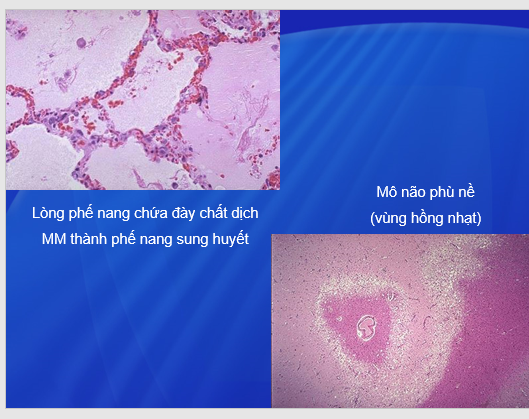 Lòng phế nang chứa đày chất dịch
MM thành phế nang sung huyết
Mô não phù nề
(vùng hồng nhạt)